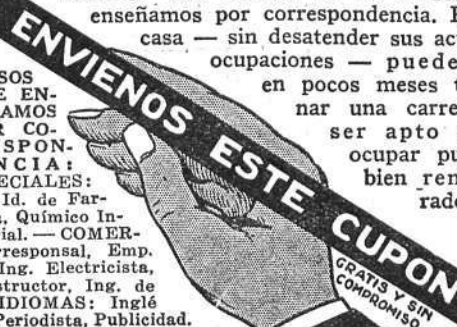 enseñamos por correspondencia. E
casa — sin desatender sus ac
ocupaciones — puede
en pocos meses t
nar una carre
ser apto
ocupar pu
bien ren
rado
ENVIENOS ESTE CUPON
GRATIS Y SIN
COMPROMISO
SOS
E EN-
AMOS
R CO-
SPON-
NCIA:
ECIALES:
Id. de Far-
, Químico In-
ial. — COMER-
rresponsal, Emp.
Ing. Electricista,
structor, Ing. de
IDIOMAS: Inglé
Periodista, Publicidad.